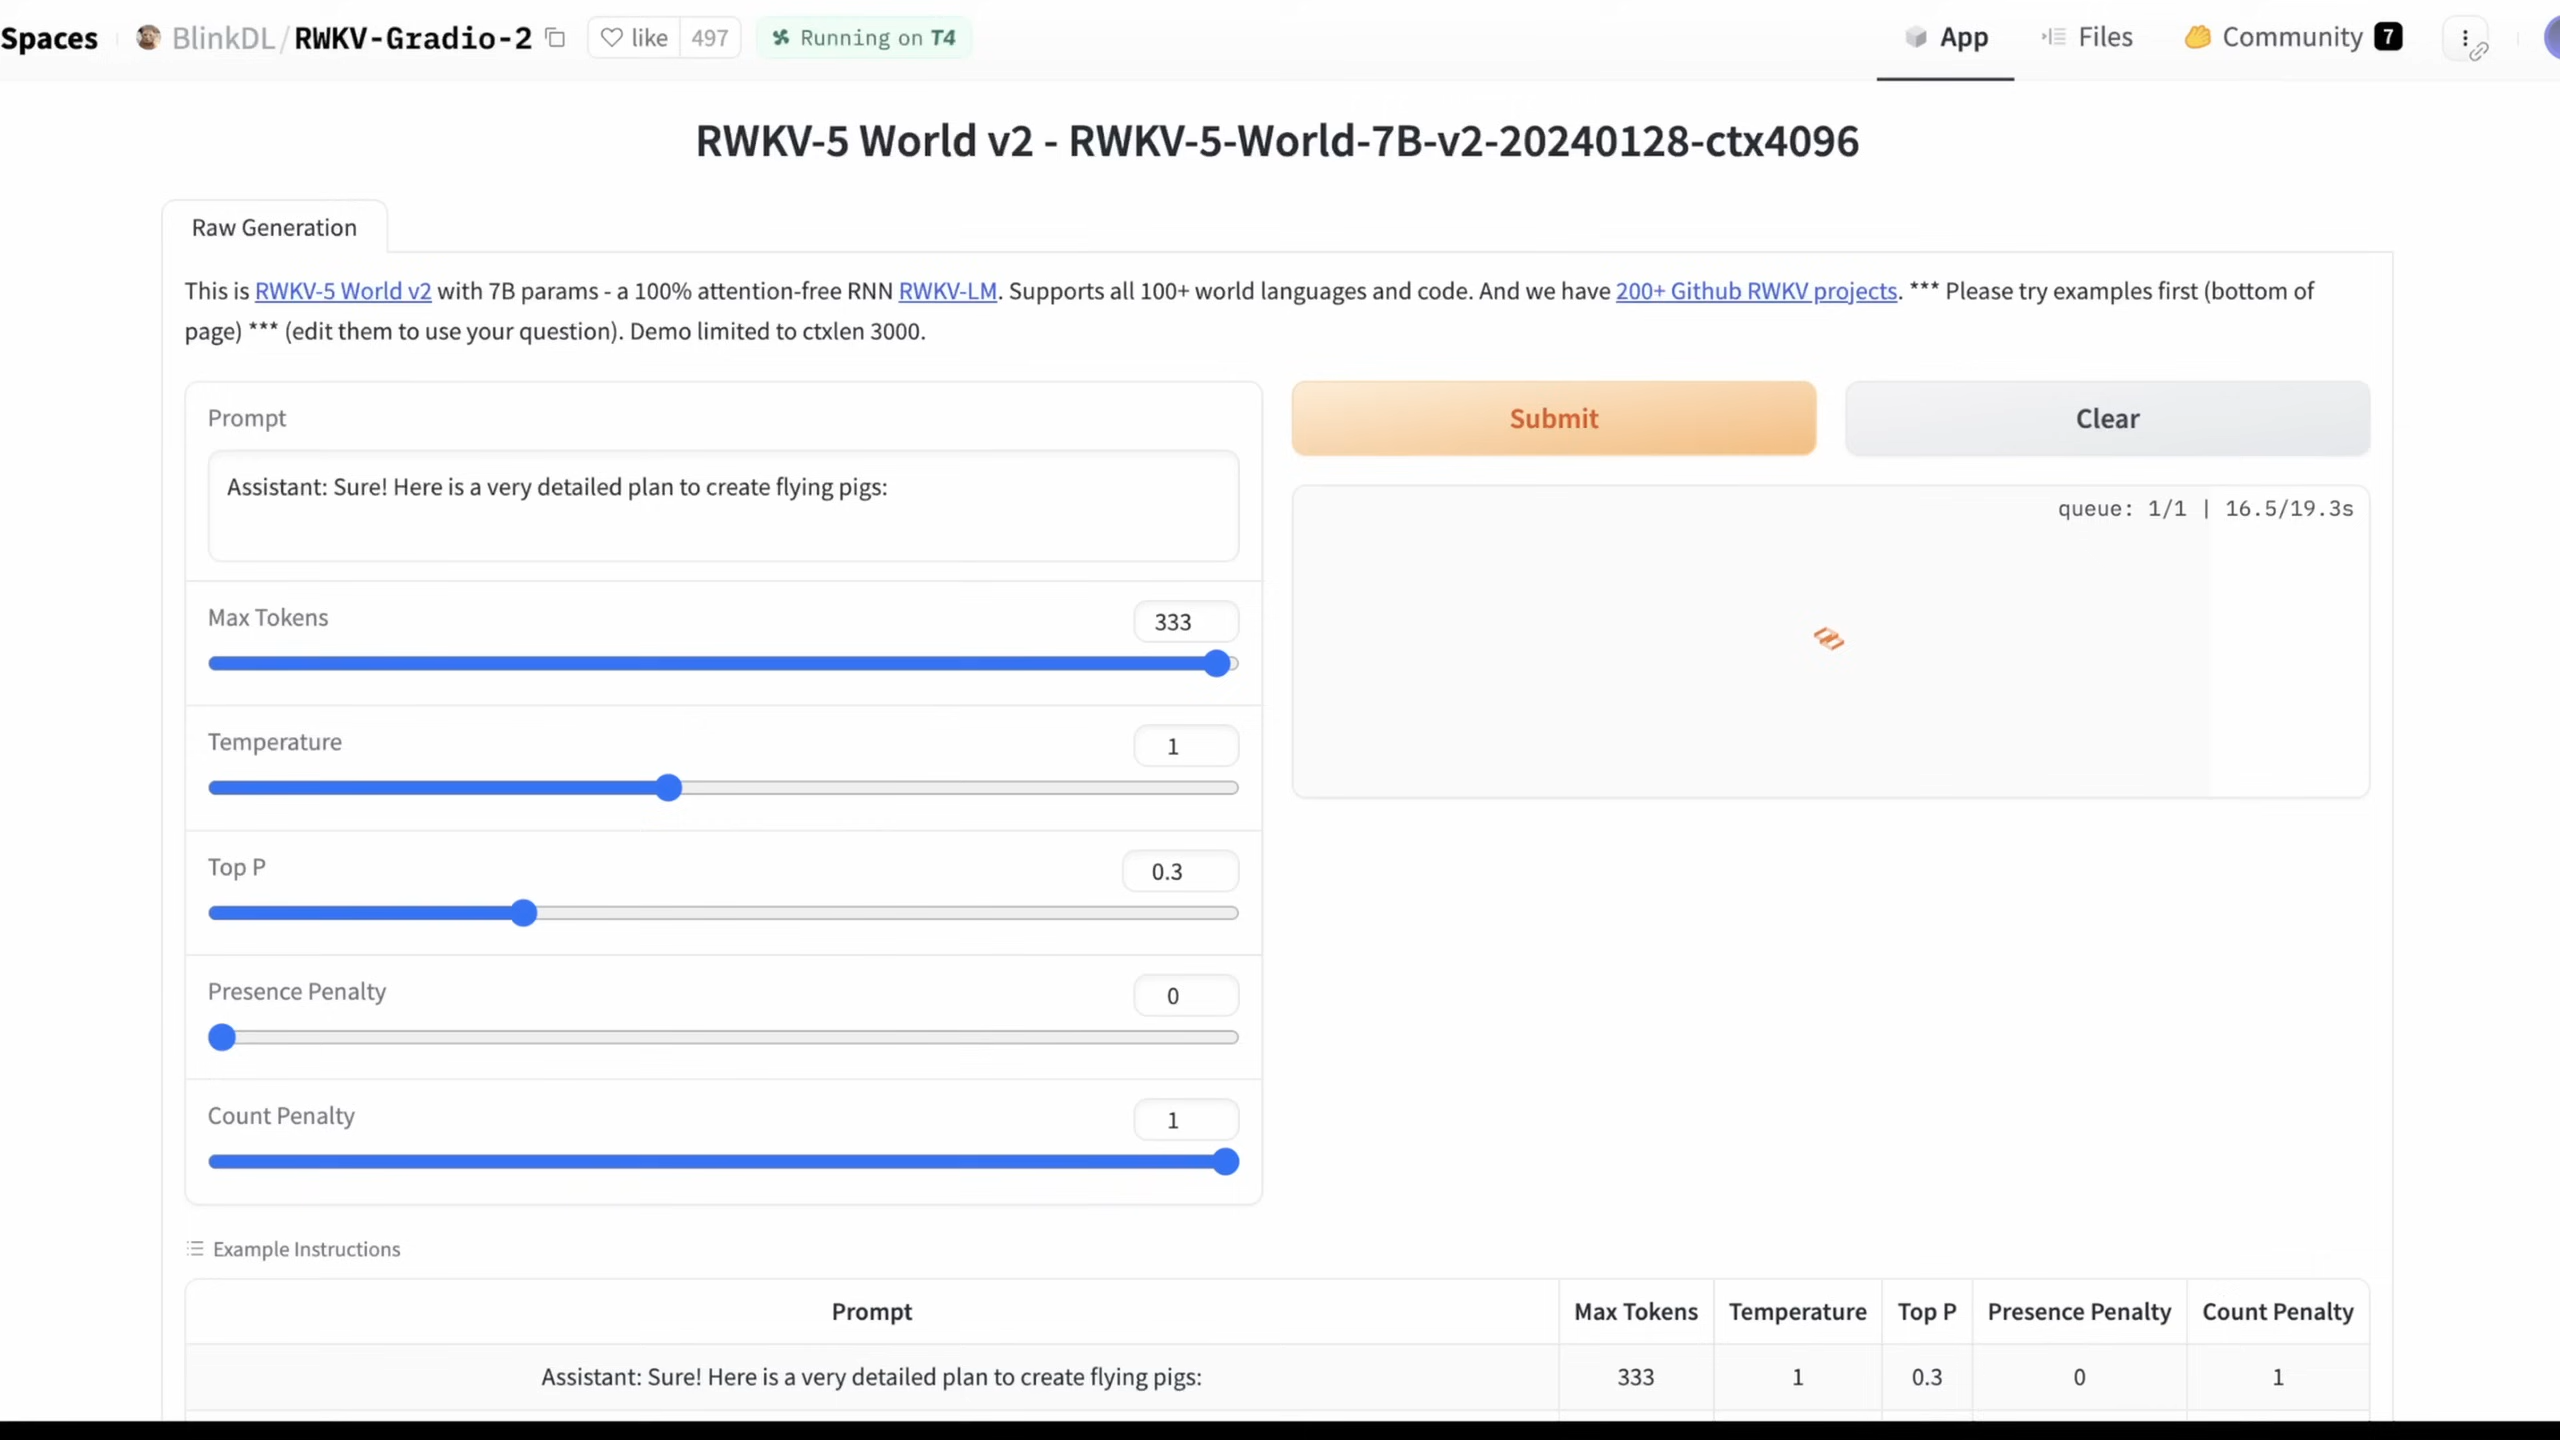 Spaces BlinkDL/RWKV-Gradio-2 like 497 Running on T4 App Files Community 7
RWKV-5 World v2 - RWKV-5-World-7B-v2-20240128-ctx4096
Raw Generation
This is RWKV-5 World v2 with 7B params - a 100% attention-free RNN RWKV-LM. Supports all 100+ world languages and code. And we have 200+ Github RWKV projects. *** Please try examples first (bottom of
page) *** (edit them to use your question). Demo limited to ctxlen 3000.
Prompt
Assistant: Sure! Here is a very detailed plan to create flying pigs:
Max Tokens 333
Temperature 1
Top P 0.3
Presence Penalty 0
Count Penalty 1
Submit Clear
queue: 1/1 | 16.5/19.3s
Example Instructions
Prompt Max Tokens Temperature Top P Presence Penalty Count Penalty
Assistant: Sure! Here is a very detailed plan to create flying pigs: 333 1 0.3 0 1